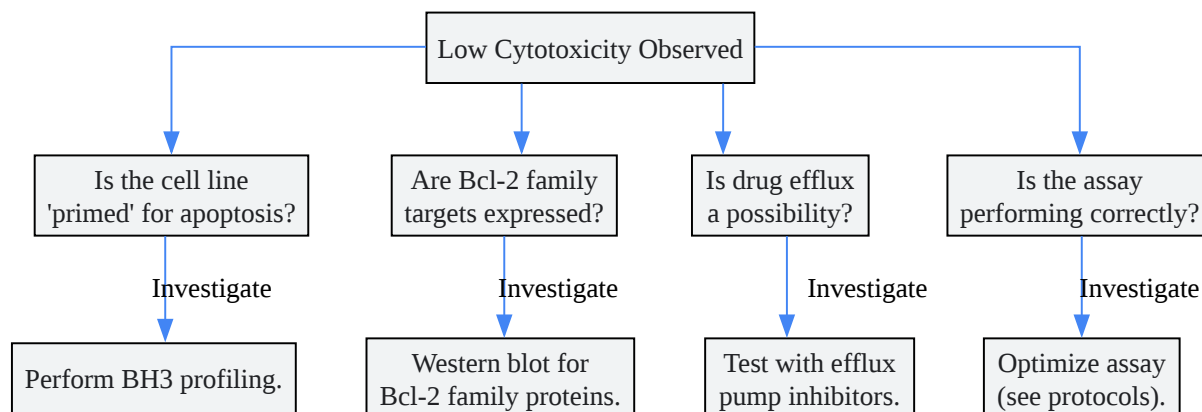 Low Cytotoxicity Observed
Is the cell line
'primed' for apoptosis?
Are Bcl-2 family
targets expressed?
Is drug efflux
a possibility?
Is the assay
performing correctly?
Investigate
Investigate
Investigate
Investigate
Perform BH3 profiling.
Western blot for
Bcl-2 family proteins.
Test with efflux
pump inhibitors.
Optimize assay
(see protocols).